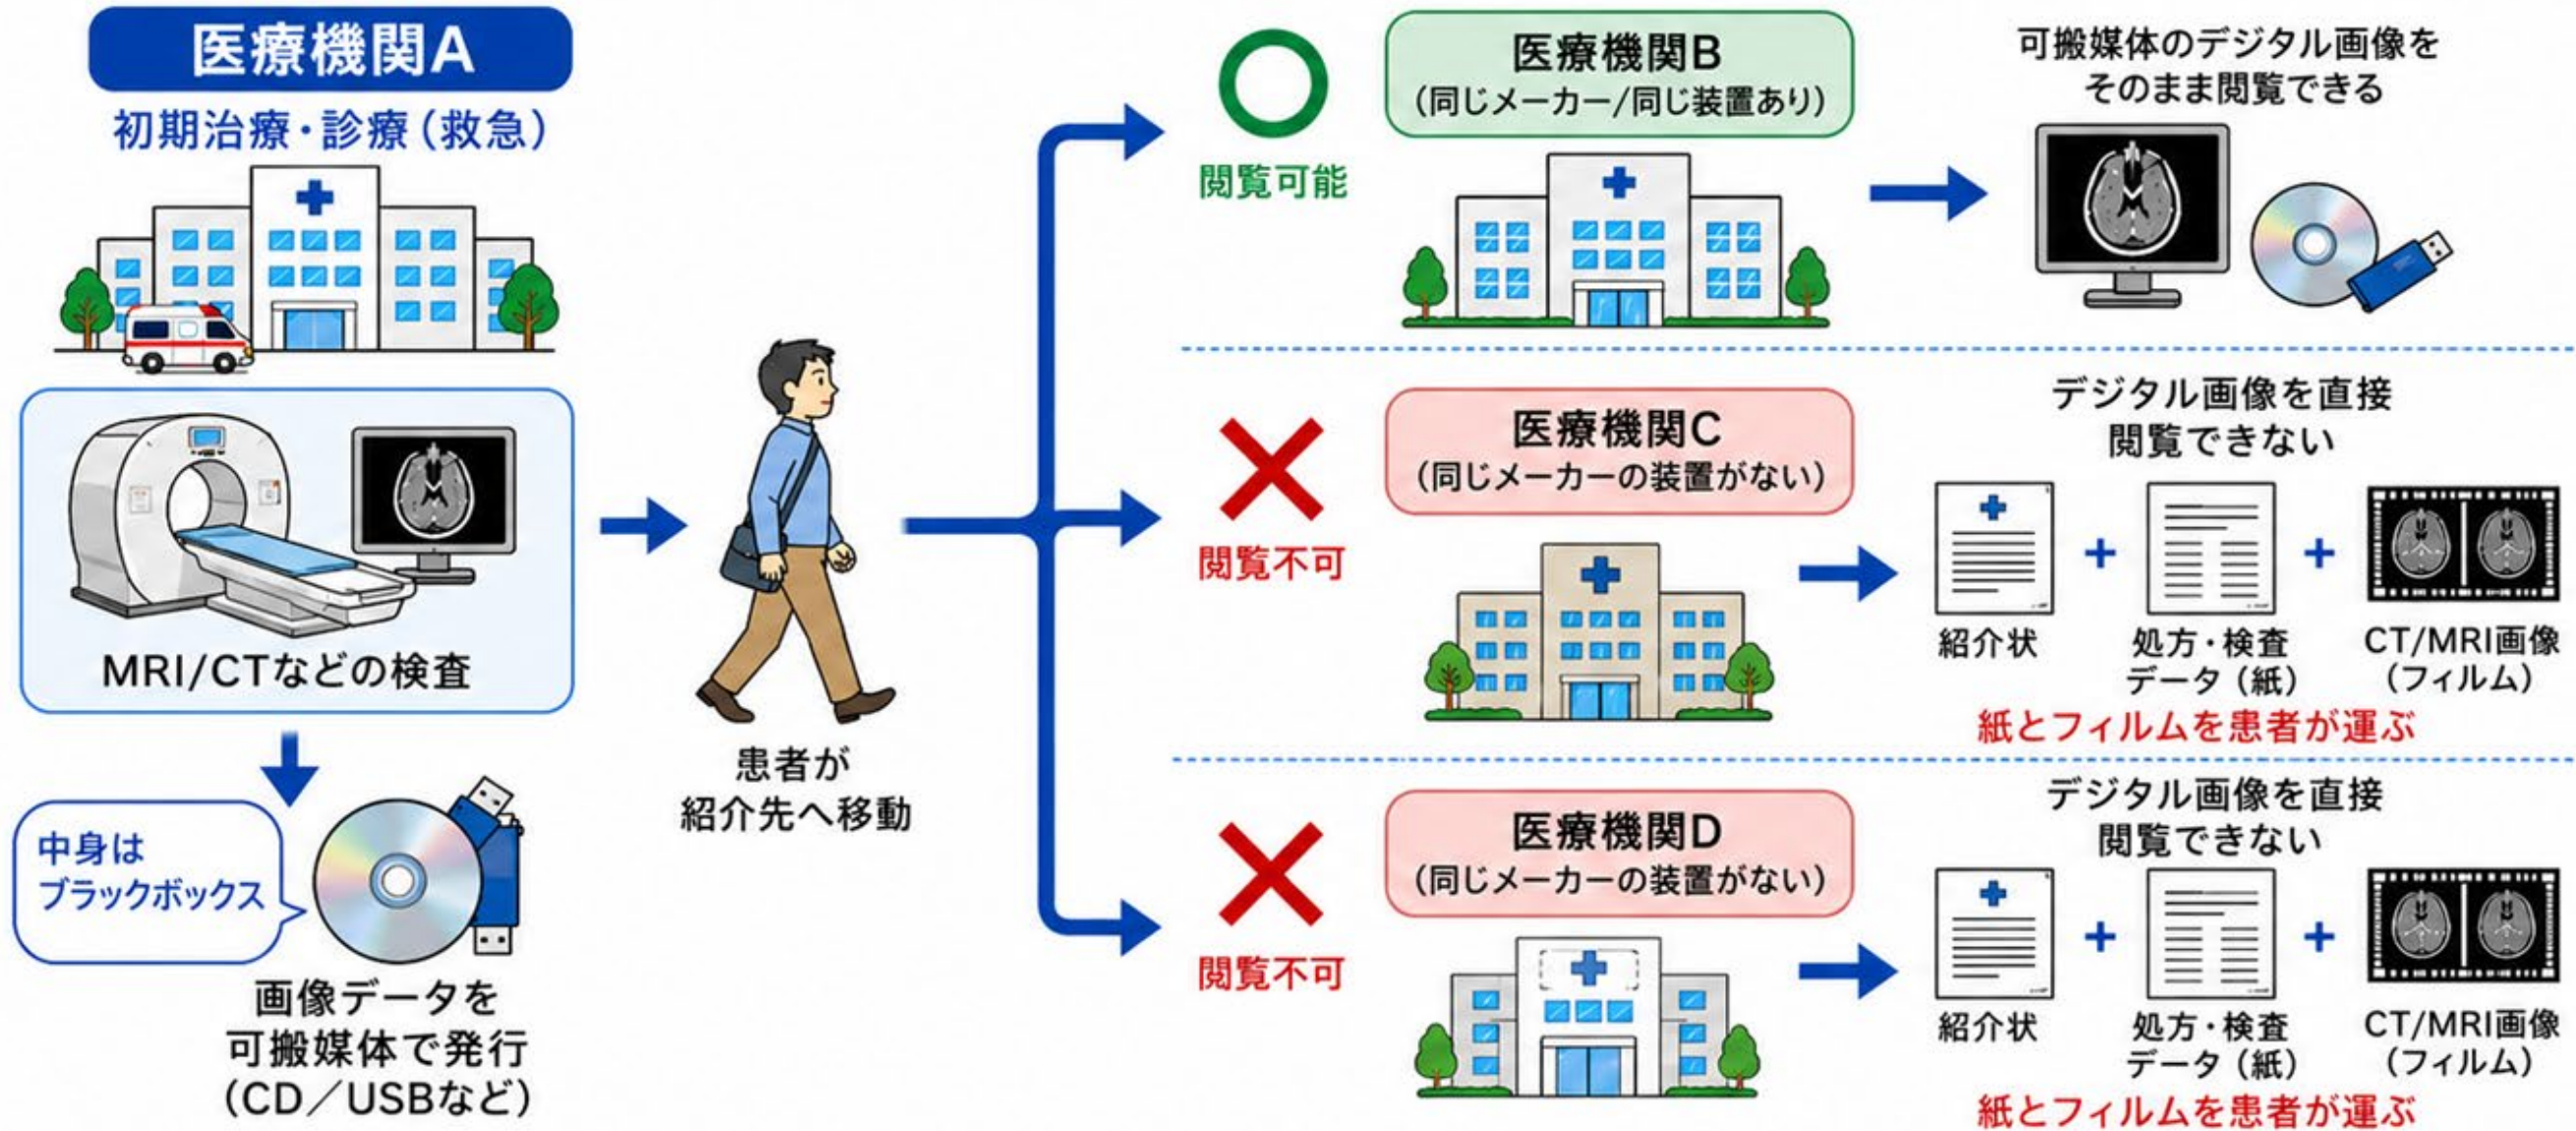 医療機関A
初期治療・診療（救急）
MRI/CTなどの検査
中身は
ブラックボックス
画像データを
可搬媒体で発行
（CD／USBなど）
患者が
紹介先へ移動
閲覧可能
医療機関B
（同じメーカー/同じ装置あり）
可搬媒体のデジタル画像を
そのまま閲覧できる
閲覧不可
医療機関C
（同じメーカーの装置がない）
デジタル画像を直接
閲覧できない
紹介状
処方・検査
データ（紙）
CT/MRI画像
（フィルム）
紙とフィルムを患者が運ぶ
閲覧不可
医療機関D
（同じメーカーの装置がない）
デジタル画像を直接
閲覧できない
紹介状
処方・検査
データ（紙）
CT/MRI画像
（フィルム）
紙とフィルムを患者が運ぶ